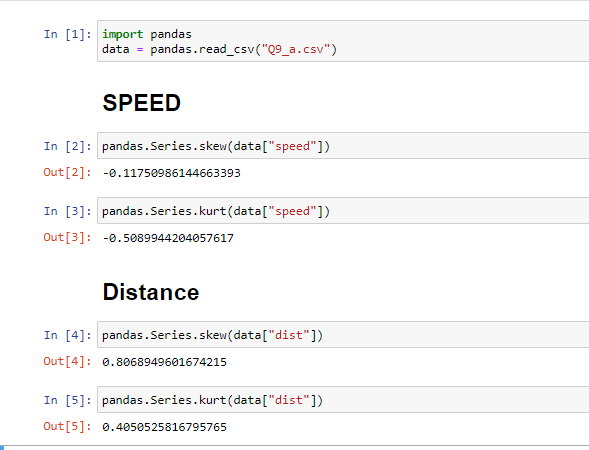 In [1]: import pandas
data = pandas.read_csv("Q9_a.csv")
SPEED
In [2]: pandas.Series.skew(data["speed"])
Out[2]: -0.11750986144663393
In [3]: pandas.Series.kurt(data["speed"])
Out[3]: -0.5089944204057617
Distance
In [4]: pandas.Series.skew(data["dist"])
Out[4]: 0.8068949601674215
In [5]: pandas.Series.kurt(data["dist"])
Out[5]: 0.4050525816795765